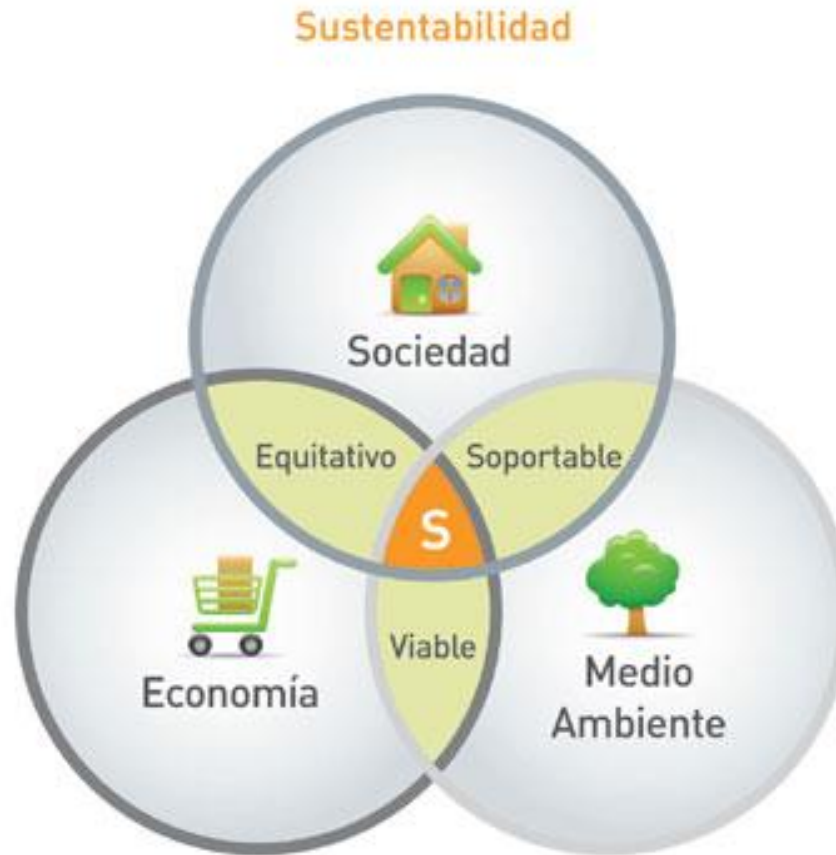 Sustentabilidad
Sociedad
Equitativo
Soportable
S
Viable
Economía
Medio
Ambiente